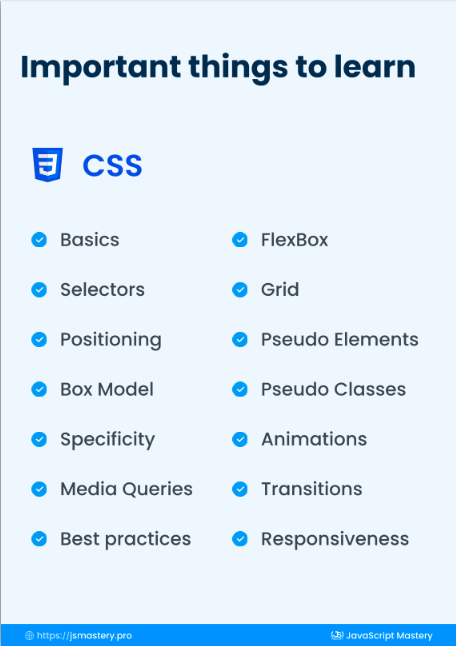 Important things to learn
CSS
Basics
Selectors
Positioning
Box Model
Specificity
Media Queries
Best practices
FlexBox
Grid
Pseudo Elements
Pseudo Classes
Animations
Transitions
Responsiveness
https://jsmastery.pro
JavaScript Mastery